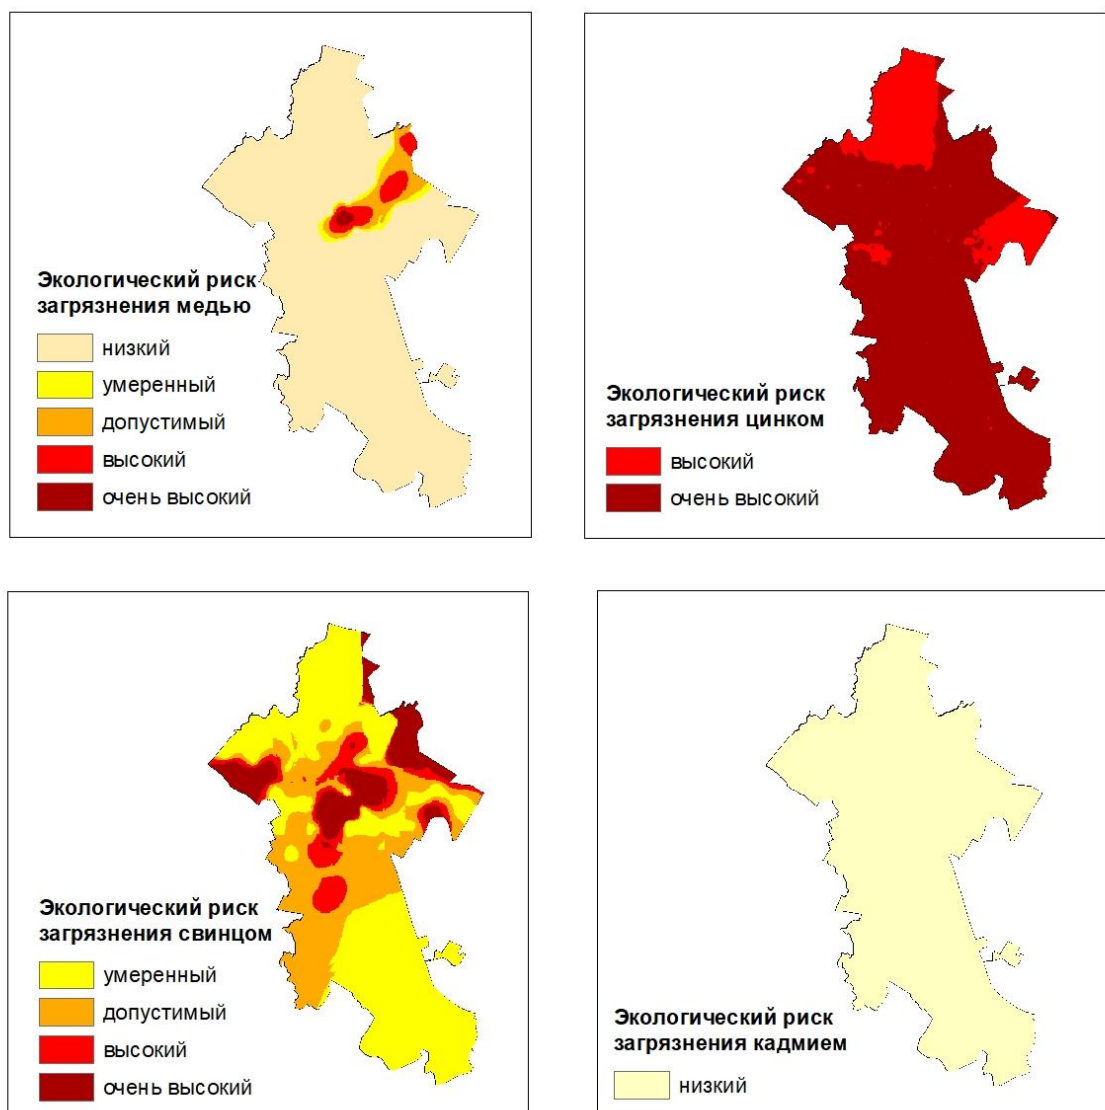 Экологический риск
загрязнения медью
низкий
умеренный
допустимый
высокий
очень высокий
Экологический риск
загрязнения цинком
высокий
очень высокий
Экологический риск
загрязнения свинцом
умеренный
допустимый
высокий
очень высокий
Экологический риск
загрязнения кадмием
низкий